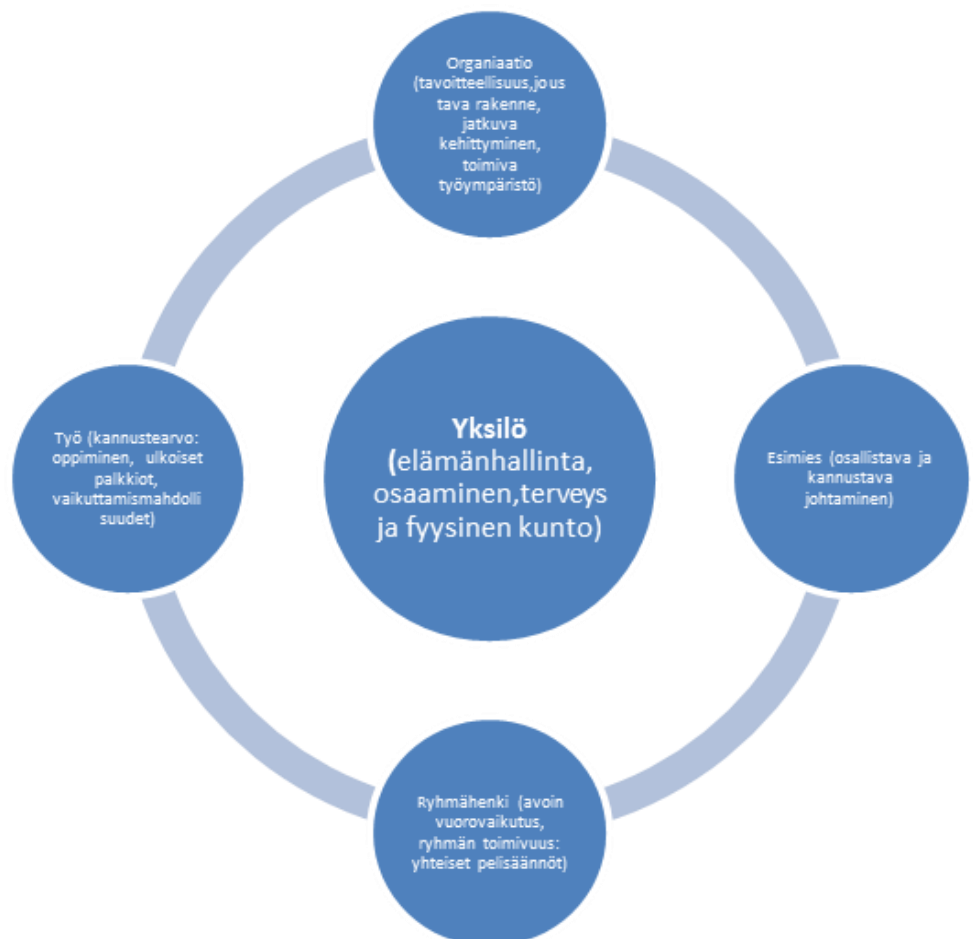 Organiaatio
(tavoitteellisuus,jous
tava rakenne,
jatkuva
kehittyminen,
toimiva
työympäristö)
Työ (kannustearvo:
oppiminen, ulkoiset
palkkiot,
vaikuttamismahdolli
suudet)
Yksilö
(elämänhallinta,
osaaminen,terveys
ja fyysinen kunto)
Esimies (osallistava ja
kannustava
johtaminen)
Ryhmähenki (avoin
vuorovaikutus,
ryhmän toimivuus:
yhteiset pelisäännöt)